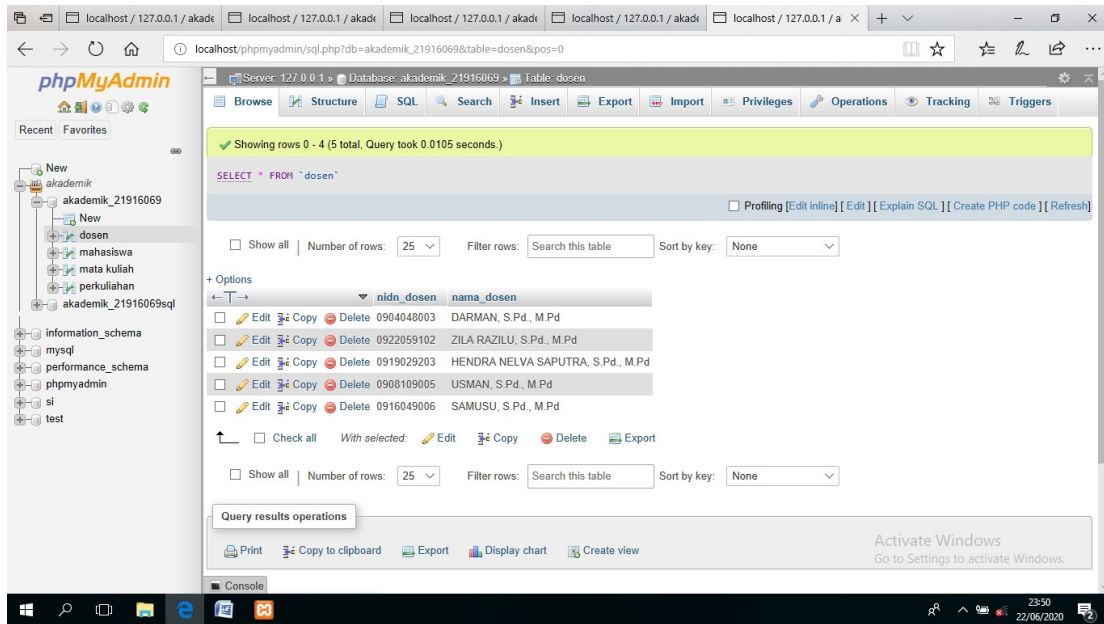 localhost / 127.0.0.1 / akade
localhost / 127.0.0.1 / akade
localhost / 127.0.0.1 / akade
localhost / 127.0.0.1 / akade
localhost / 127.0.0.1 / a
localhost/phpmyadmin/sql.php?db=akademik_21916069&table=dosen&pos=0
phpMyAdmin
Recent Favorites
New
akademik
akademik_21916069
New
dosen
mahasiswa
mata kuliah
perkuliahan
akademik_21916069sql
information_schema
mysql
performance_schema
phpmyadmin
si
test
Server: 127.0.0.1 » Database: akademik_21916069 » Table: dosen
Browse Structure SQL Search Insert Export Import Privileges Operations Tracking Triggers
Showing rows 0 - 4 (5 total, Query took 0.0105 seconds.)
SELECT * FROM `dosen`
Profiling [Edit inline] [ Edit ] [ Explain SQL ] [ Create PHP code ] [ Refresh]
Show all | Number of rows: 25 Filter rows: Search this table Sort by key: None
+ Options
←T→ nidn_dosen nama_dosen
Edit Copy Delete 0904048003 DARMAN, S.Pd., M.Pd
Edit Copy Delete 0922059102 ZILA RAZILU, S.Pd., M.Pd
Edit Copy Delete 0919029203 HENDRA NELVA SAPUTRA, S.Pd., M.Pd
Edit Copy Delete 0908109005 USMAN, S.Pd., M.Pd
Edit Copy Delete 0916049006 SAMUSU, S.Pd., M.Pd
Check all With selected: Edit Copy Delete Export
Show all | Number of rows: 25 Filter rows: Search this table Sort by key: None
Query results operations
Print Copy to clipboard Export Display chart Create view
Activate Windows
Go to Settings to activate Windows.
Console
23:50
22/06/2020